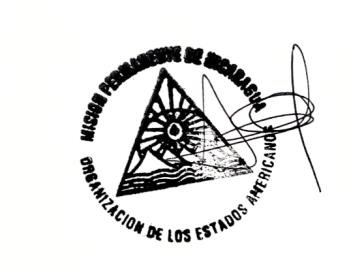 MISION PERMANENTE DE NICARAGUA
ORGANIZACION DE LOS ESTADOS AMERICANOS